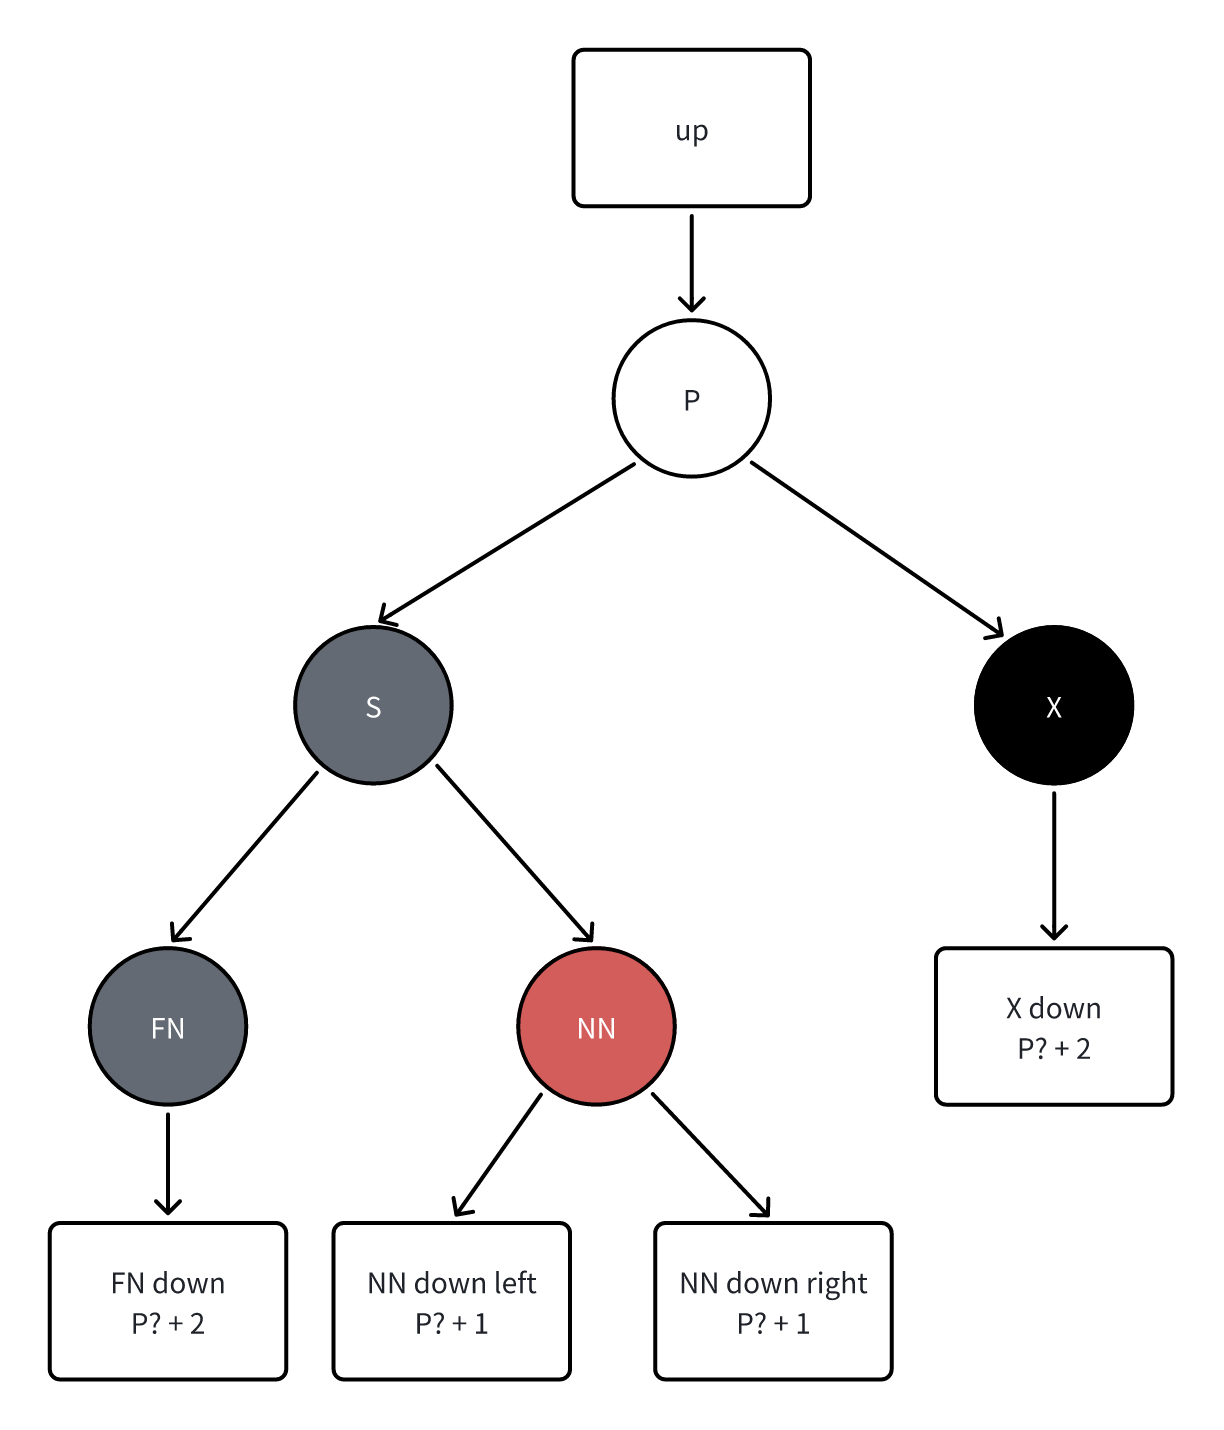 up
P
S
X
FN
NN
X down
P? + 2
FN down
P? + 2
NN down left
P? + 1
NN down right
P? + 1